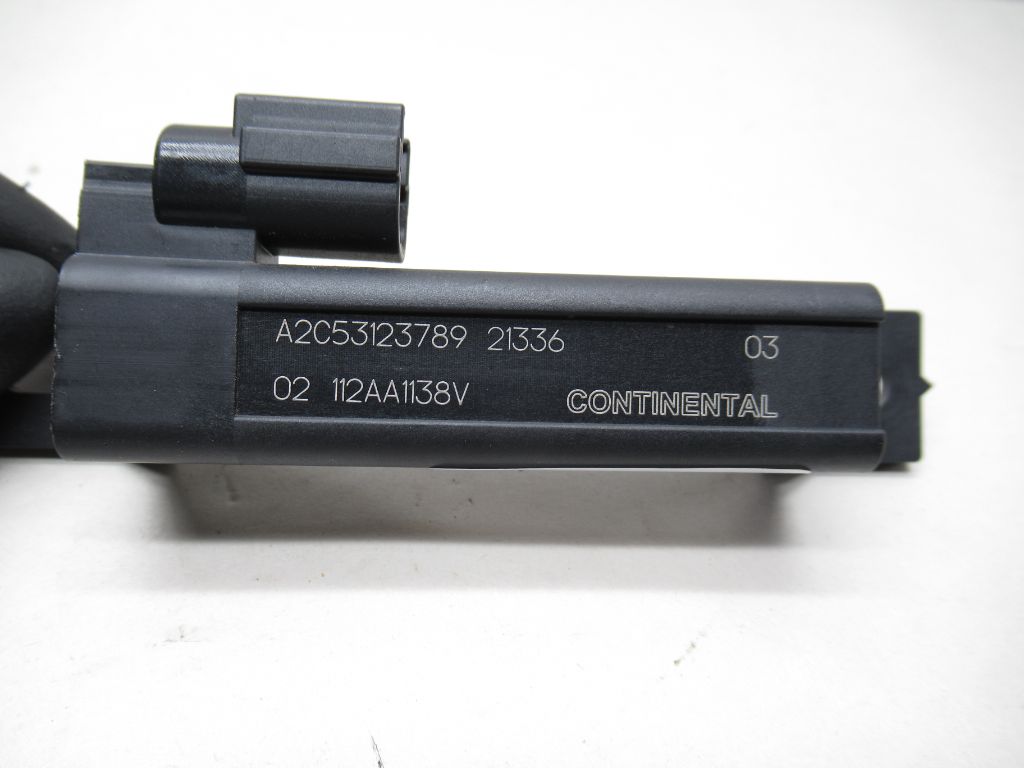 A2C53123789 21336 03
02 112AA1138V CONTINENTAL